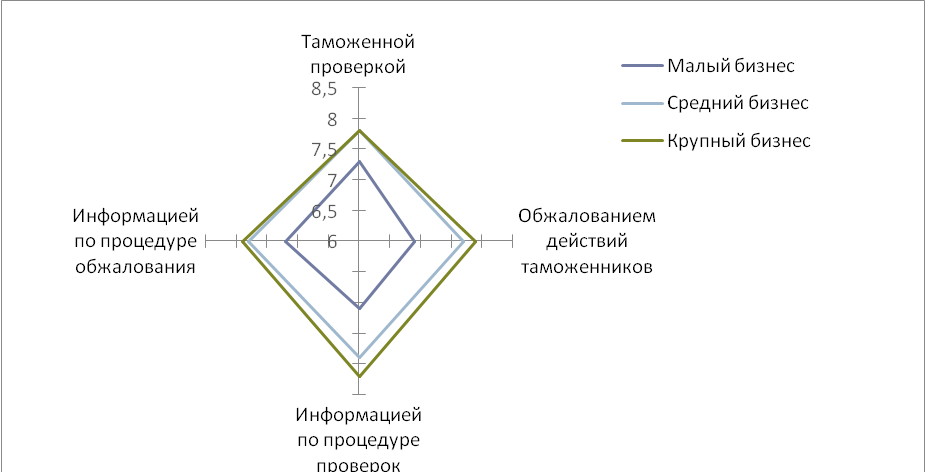 Таможенной
проверкой
8,5
8
7,5
7
6,5
6
Малый бизнес
Средний бизнес
Крупный бизнес
Информацией
по процедуре
обжалования
Обжалованием
действий
таможенников
Информацией
по процедуре
проверок